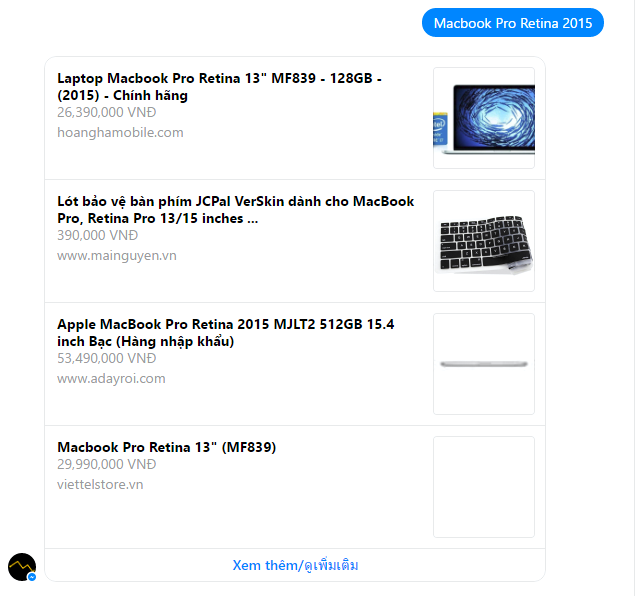 Macbook Pro Retina 2015
Laptop Macbook Pro Retina 13" MF839 - 128GB -
(2015) - Chính hãng
26,390,000 VNĐ
hoanghamobile.com
Lót bảo vệ bàn phím JCPal VerSkin dành cho MacBook
Pro, Retina Pro 13/15 inches ...
390,000 VNĐ
www.mainguyen.vn
Apple MacBook Pro Retina 2015 MJLT2 512GB 15.4
inch Bạc (Hàng nhập khẩu)
53,490,000 VNĐ
www.adayroi.com
Macbook Pro Retina 13" (MF839)
29,990,000 VNĐ
viettelstore.vn
Xem thêm/ดูเพิ่มเติม